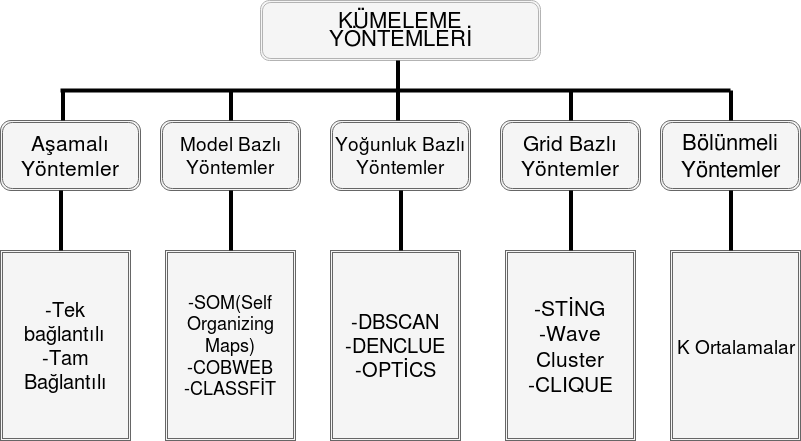 KÜMELEME
YÖNTEMLERİ
Aşamalı
Yöntemler
Model Bazlı
Yöntemler
Yoğunluk Bazlı
Yöntemler
Grid Bazlı
Yöntemler
Bölünmeli
Yöntemler
-Tek
bağlantılı
-Tam
Bağlantılı
-SOM(Self
Organizing
Maps)
-COBWEB
-CLASSFİT
-DBSCAN
-DENCLUE
-OPTİCS
-STİNG
-Wave
Cluster
-CLIQUE
K Ortalamalar